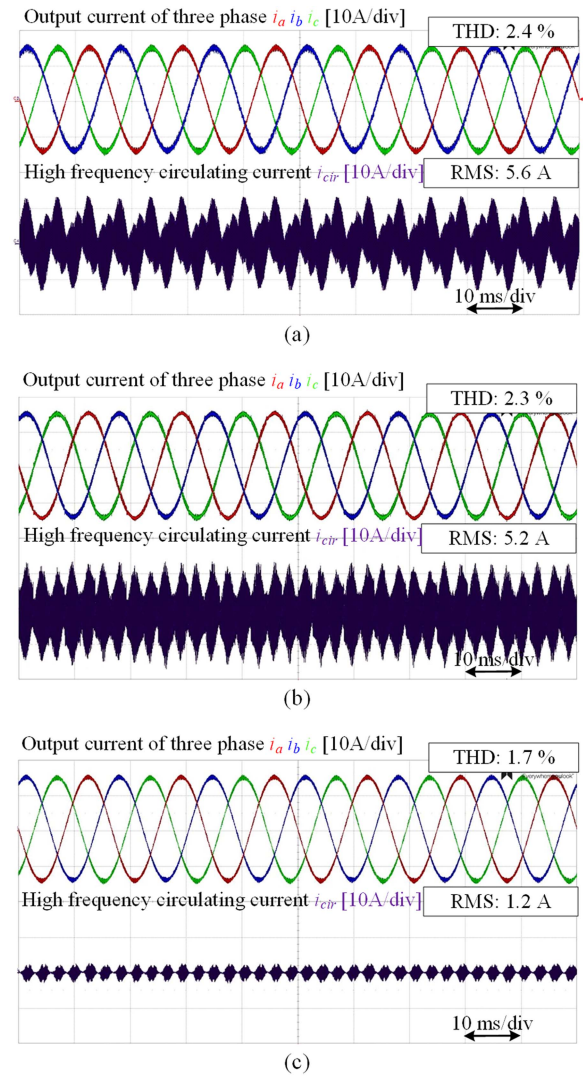 Output current of three phase ia ib ic [10A/div]
THD: 2.4 %
High frequency circulating current icir [10A/div]
RMS: 5.6 A
10 ms/div
(a)
Output current of three phase ia ib ic [10A/div]
THD: 2.3 %
High frequency circulating current icir [10A/div]
RMS: 5.2 A
10 ms/div
(b)
Output current of three phase ia ib ic [10A/div]
THD: 1.7 %
High frequency circulating current icir [10A/div]
RMS: 1.2 A
10 ms/div
(c)